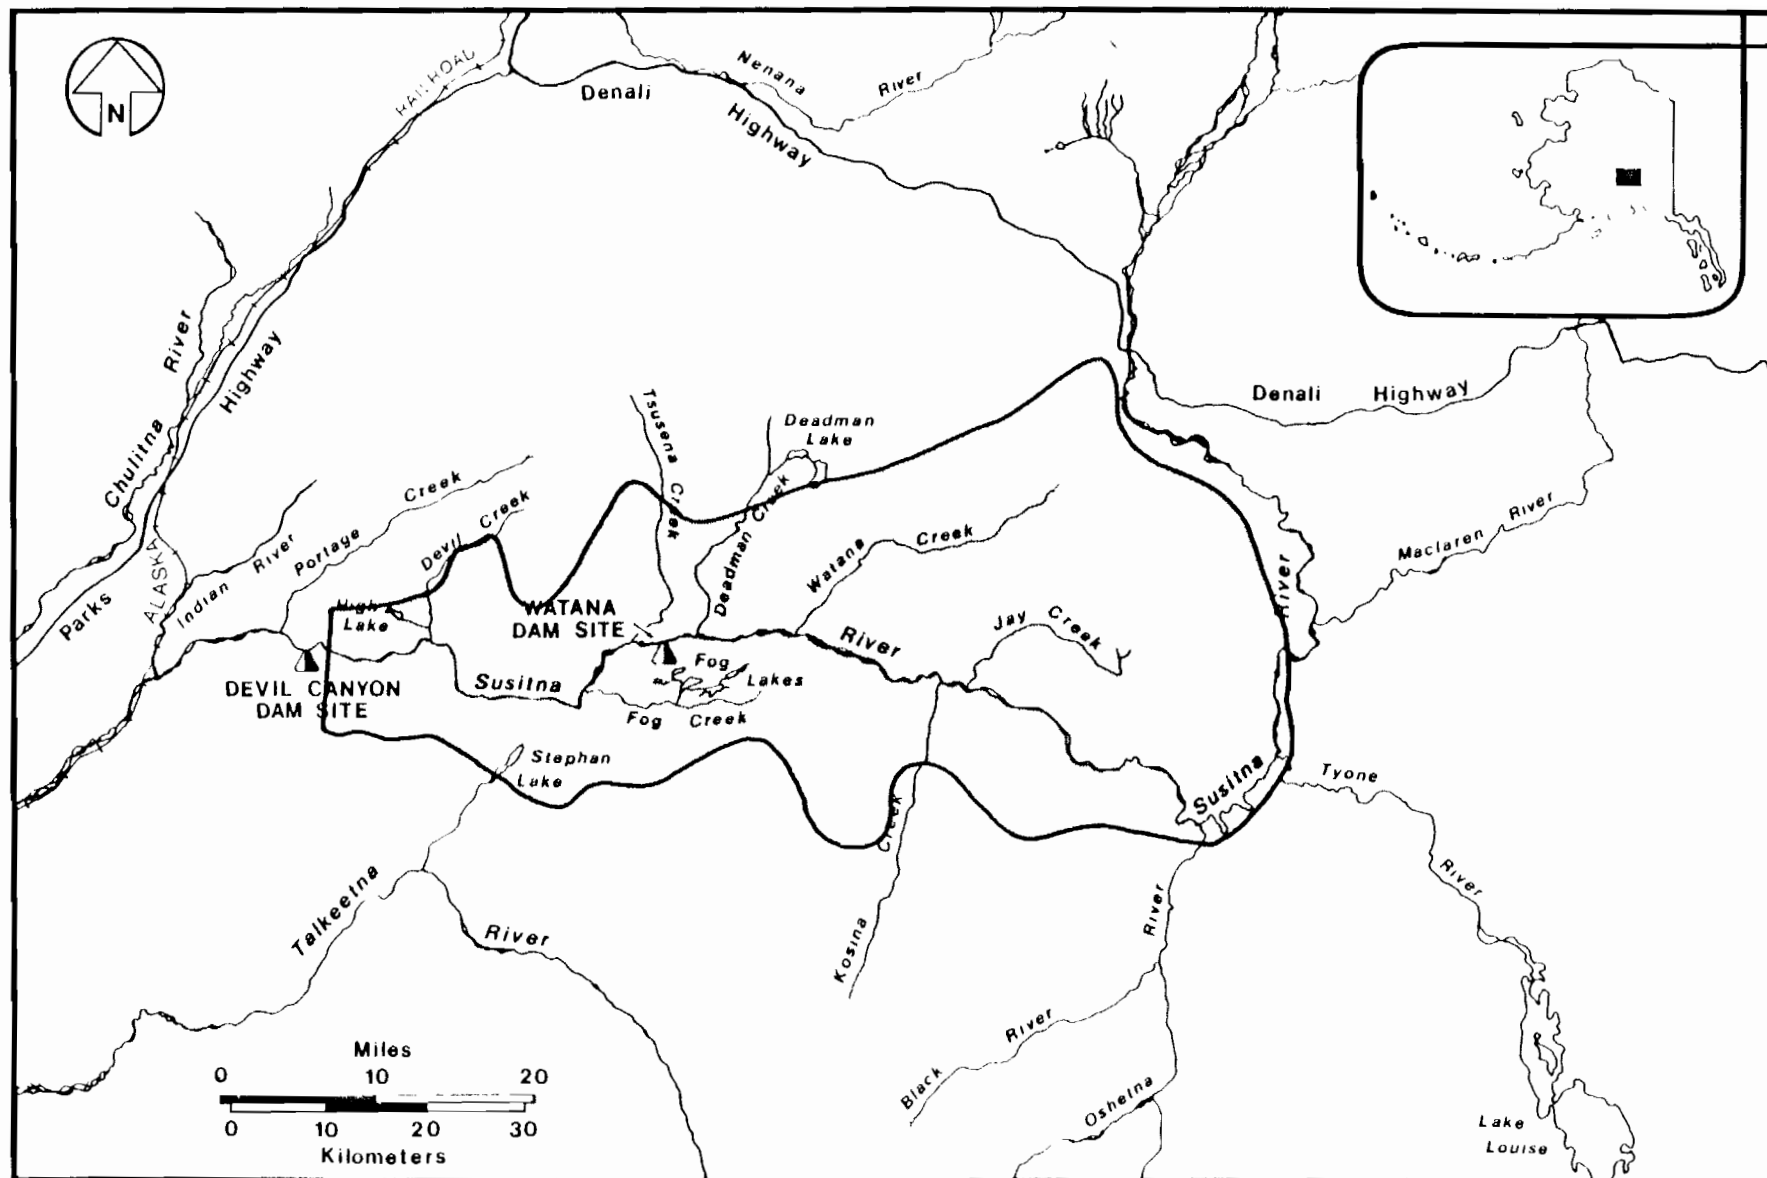 N
RAILROAD
Nenana
River
Denali
Highway
River
Highway
Chulitna
Denali Highway
Tsusena Creek
Deadman
Lake
Portage Creek
Devil Creek
Deadman Creek
Watana Creek
Maclaren River
ALASKA
Indian River
Parks
High
Lake
WATANA
DAM SITE
River
Jay Creek
River
Fog
Lakes
DEVIL CANYON
DAM SITE
Susitna
Fog Creek
Stephan
Lake
Susitna
Tyone
River
Creek
Kosina
Talkeetna
River
River
Black River
Oshetna
Lake
Louise
Miles
0 10 20
0 10 20 30
Kilometers